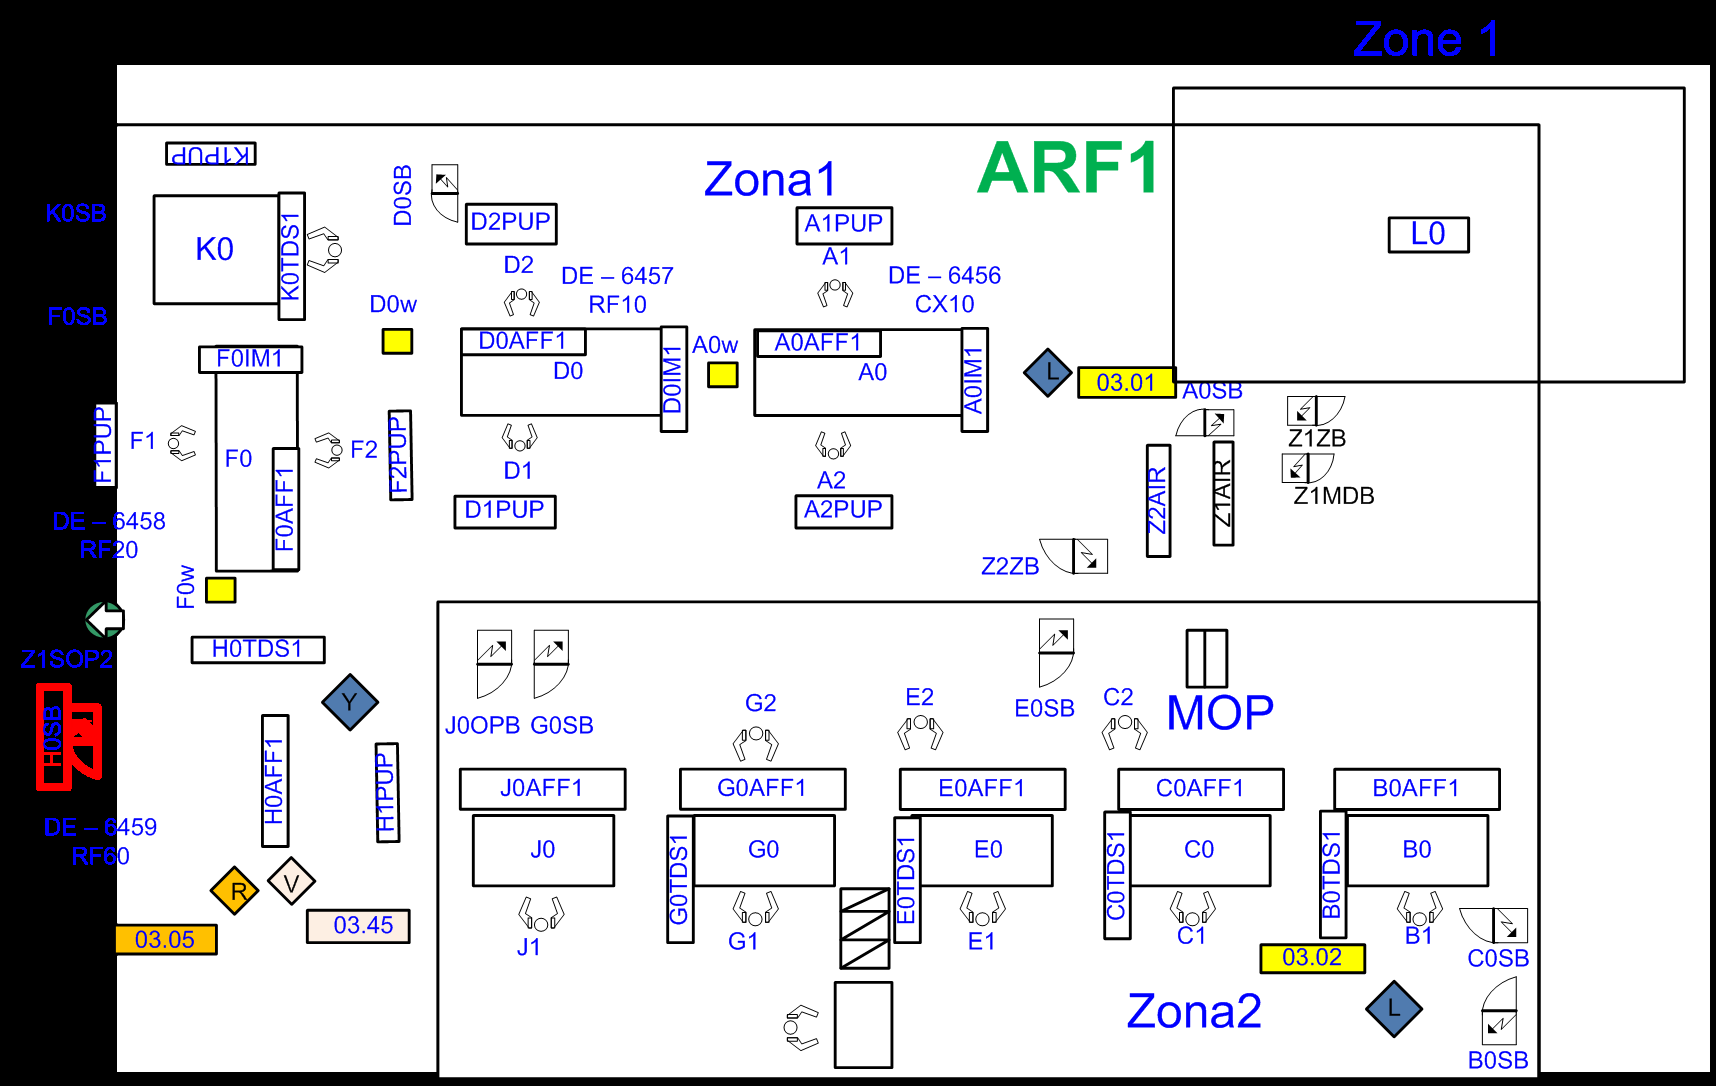 Zone 1
K1PUP
Zona1
ARF1
D0SB
K0SB
K0
K0TDS1
D2PUP
A1PUP
L0
D2
A1
DE – 6457
RF10
DE – 6456
CX10
F0SB
D0w
A0w
F0IM1
D0AFF1
D0
D0IM1
A0AFF1
A0
A0IM1
L
03.01
A0SB
Z1ZB
F1PUP
F1
F0
F2
F2PUP
F0AFF1
D1
A2
D1PUP
A2PUP
Z2AIR
Z1AIR
Z1MDB
DE – 6458
RF20
Z2ZB
F0w
Z1SOP2
H0TDS1
Y
H0SB
J0OPB
G0SB
G2
E2
E0SB
C2
MOP
H0AFF1
H1PUP
J0AFF1
G0AFF1
E0AFF1
C0AFF1
B0AFF1
DE – 6459
RF60
J0
G0TDS1
G0
E0TDS1
E0
C0TDS1
C0
B0TDS1
B0
R
V
03.05
03.45
J1
G1
E1
C1
B1
03.02
C0SB
Zona2
L
B0SB